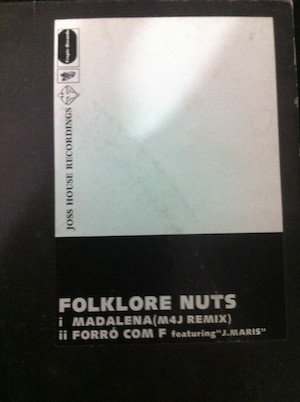 JOSS HOUSE RECORDINGS
FOLKLORE NUTS
i MADALENA(M4J REMIX)
ii FORRÓ COM F featuring"J.MARIS"